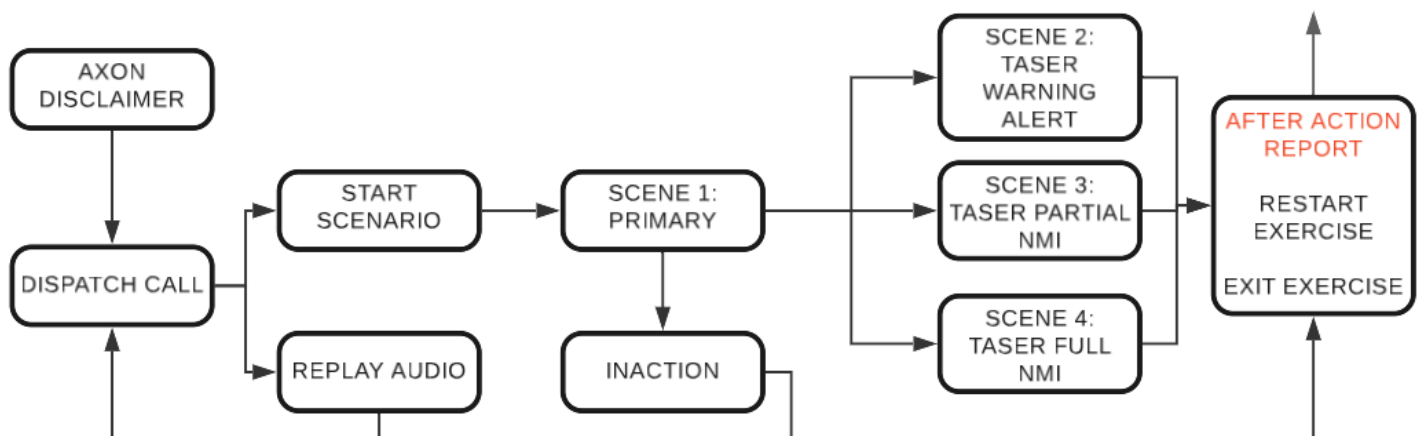 AXON
DISCLAIMER
DISPATCH CALL
START
SCENARIO
REPLAY AUDIO
SCENE 1:
PRIMARY
INACTION
SCENE 2:
TASER
WARNING
ALERT
SCENE 3:
TASER PARTIAL
NMI
SCENE 4:
TASER FULL
NMI
AFTER ACTION
REPORT
RESTART
EXERCISE
EXIT EXERCISE